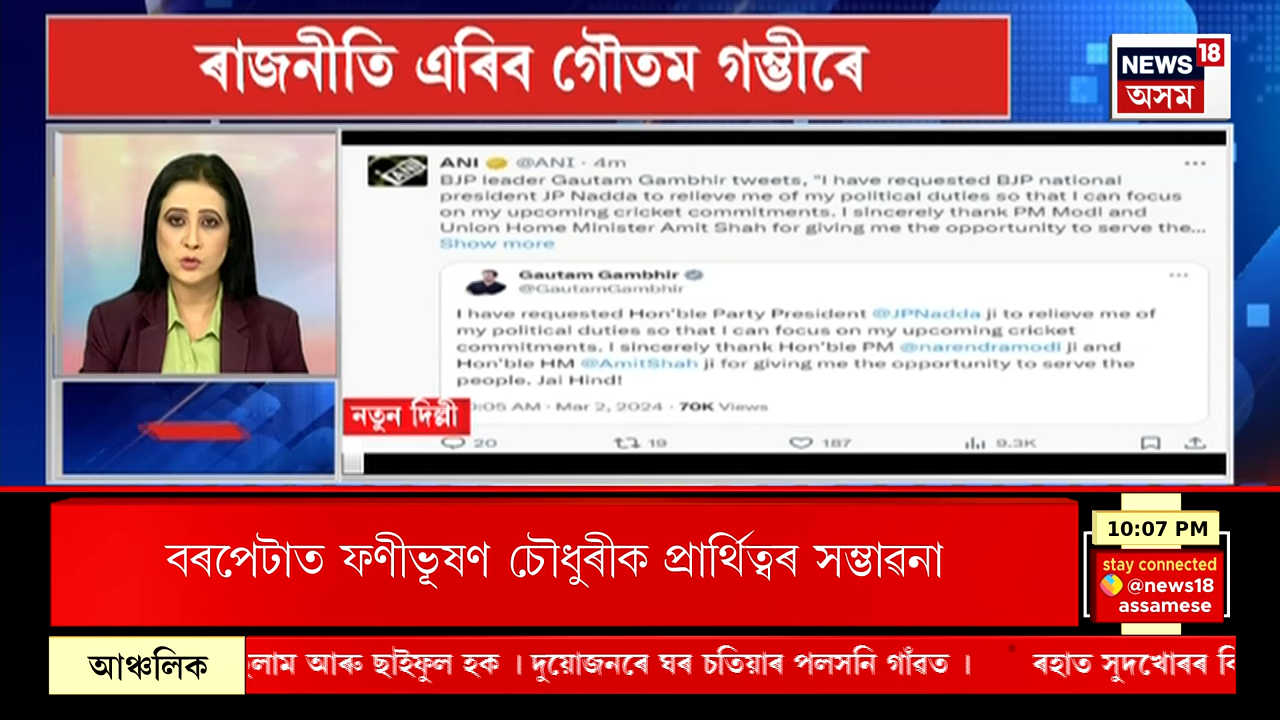 ৰাজনীতি এৰিব গৌতম গম্ভীৰে
NEWS 18
অসম
ANI @ANI · 4m
BJP leader Gautam Gambhir tweets, "I have requested BJP national
president JP Nadda to relieve me of my political duties so that I can focus
on my upcoming cricket commitments. I sincerely thank PM Modi and
Union Home Minister Amit Shah for giving me the opportunity to serve the...
Show more
Gautam Gambhir
@GautamGambhir
I have requested Hon'ble Party President @JPNadda ji to relieve me of
my political duties so that I can focus on my upcoming cricket
commitments. I sincerely thank Hon'ble PM @narendramodi ji and
Hon'ble HM @AmitShah ji for giving me the opportunity to serve the
people. Jai Hind!
:05 AM · Mar 2, 2024 · 70K Views
নতুন দিল্লী
20 19 187 9.3K
বৰপেটাত ফণীভূষণ চৌধুৰীক প্ৰাৰ্থিত্বৰ সম্ভাৱনা
10:07 PM
stay connected
@news18
assamese
আঞ্চলিক
আৰু ছাইফুল হক । দুয়োজনৰে ঘৰ চতিয়াৰ পলসনি গাঁৱত । ৰহাত সুদখোৰৰ